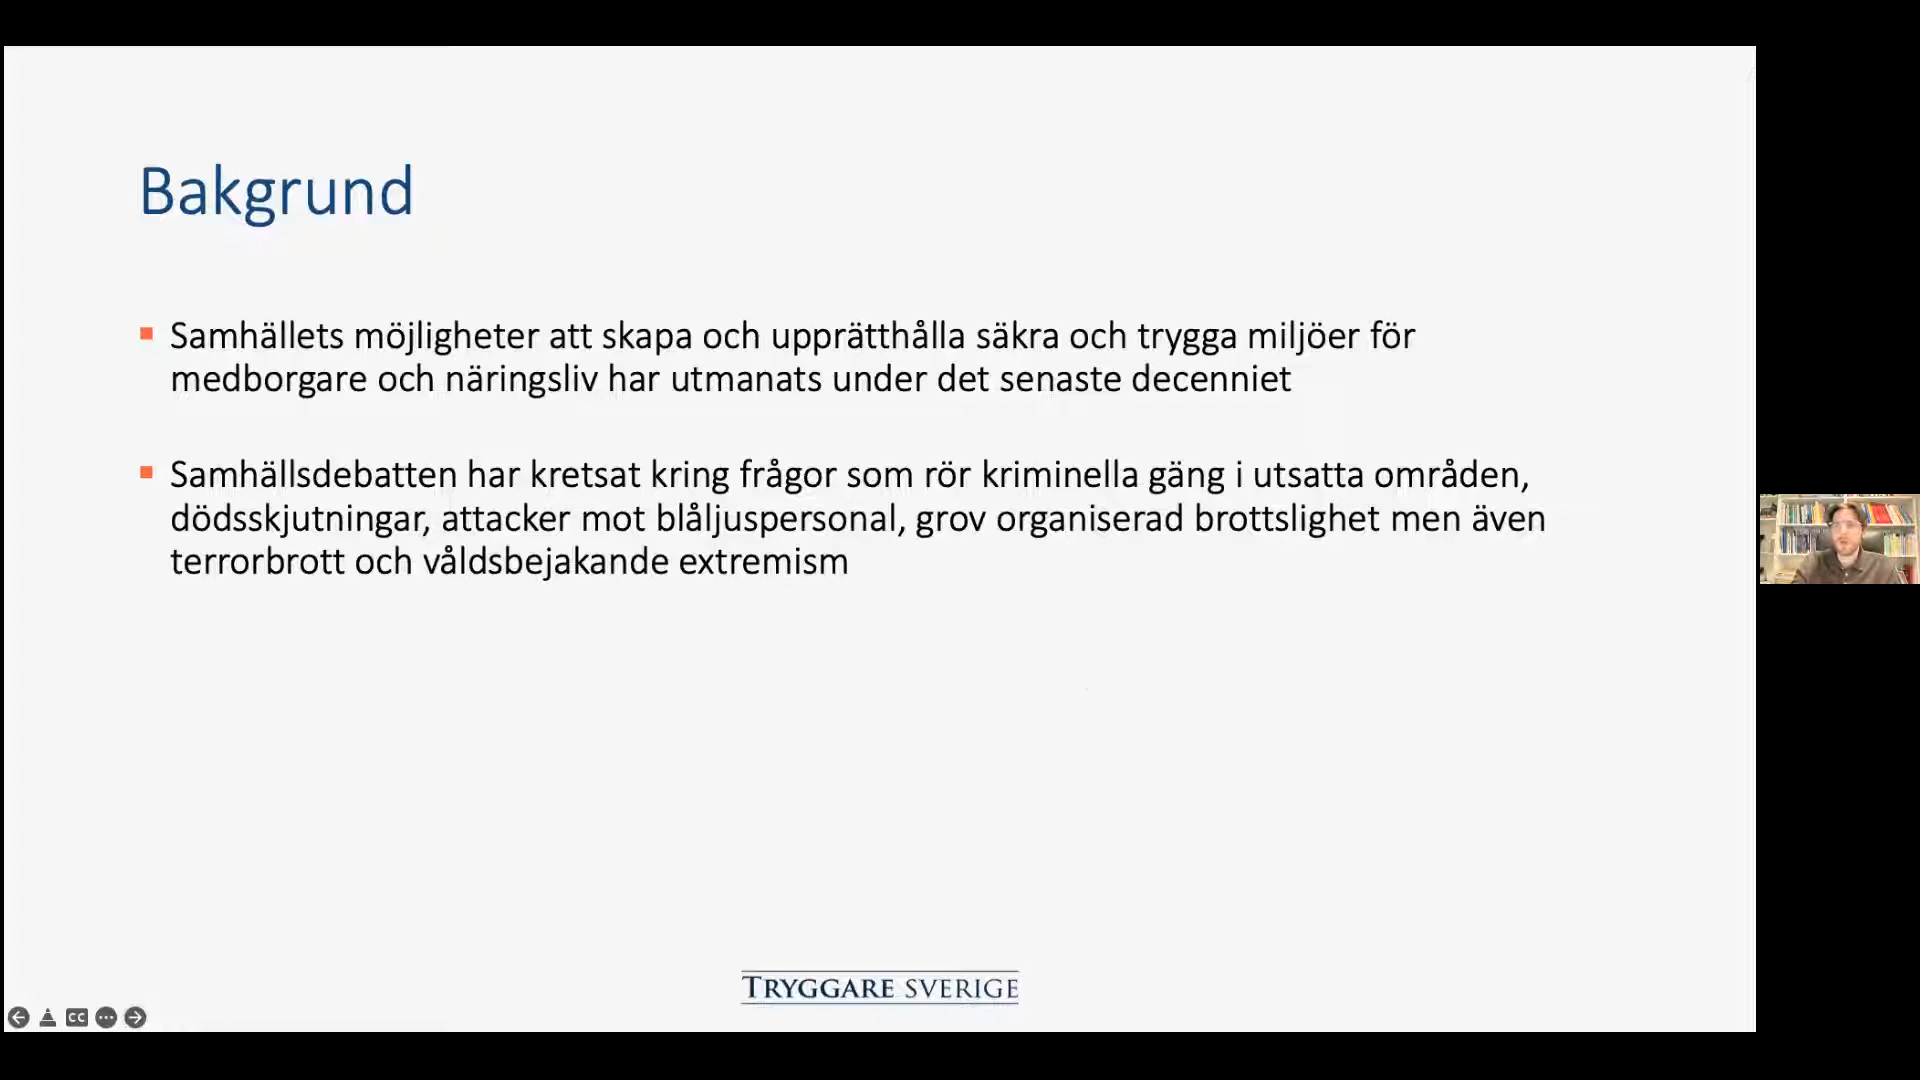 Bakgrund
Samhällets möjligheter att skapa och upprätthålla säkra och trygga miljöer för
medborgare och näringsliv har utmanats under det senaste decenniet
Samhällsdebatten har kretsat kring frågor som rör kriminella gäng i utsatta områden,
dödsskjutningar, attacker mot blåljuspersonal, grov organiserad brottslighet men även
terrorbrott och våldsbejakande extremism
TRYGGARE SVERIGE
CC